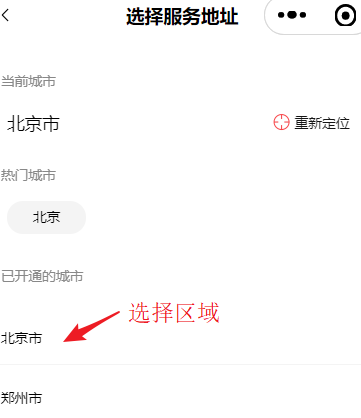 选择服务地址
当前城市
北京市
重新定位
热门城市
北京
已开通的城市
选择区域
北京市
郑州市